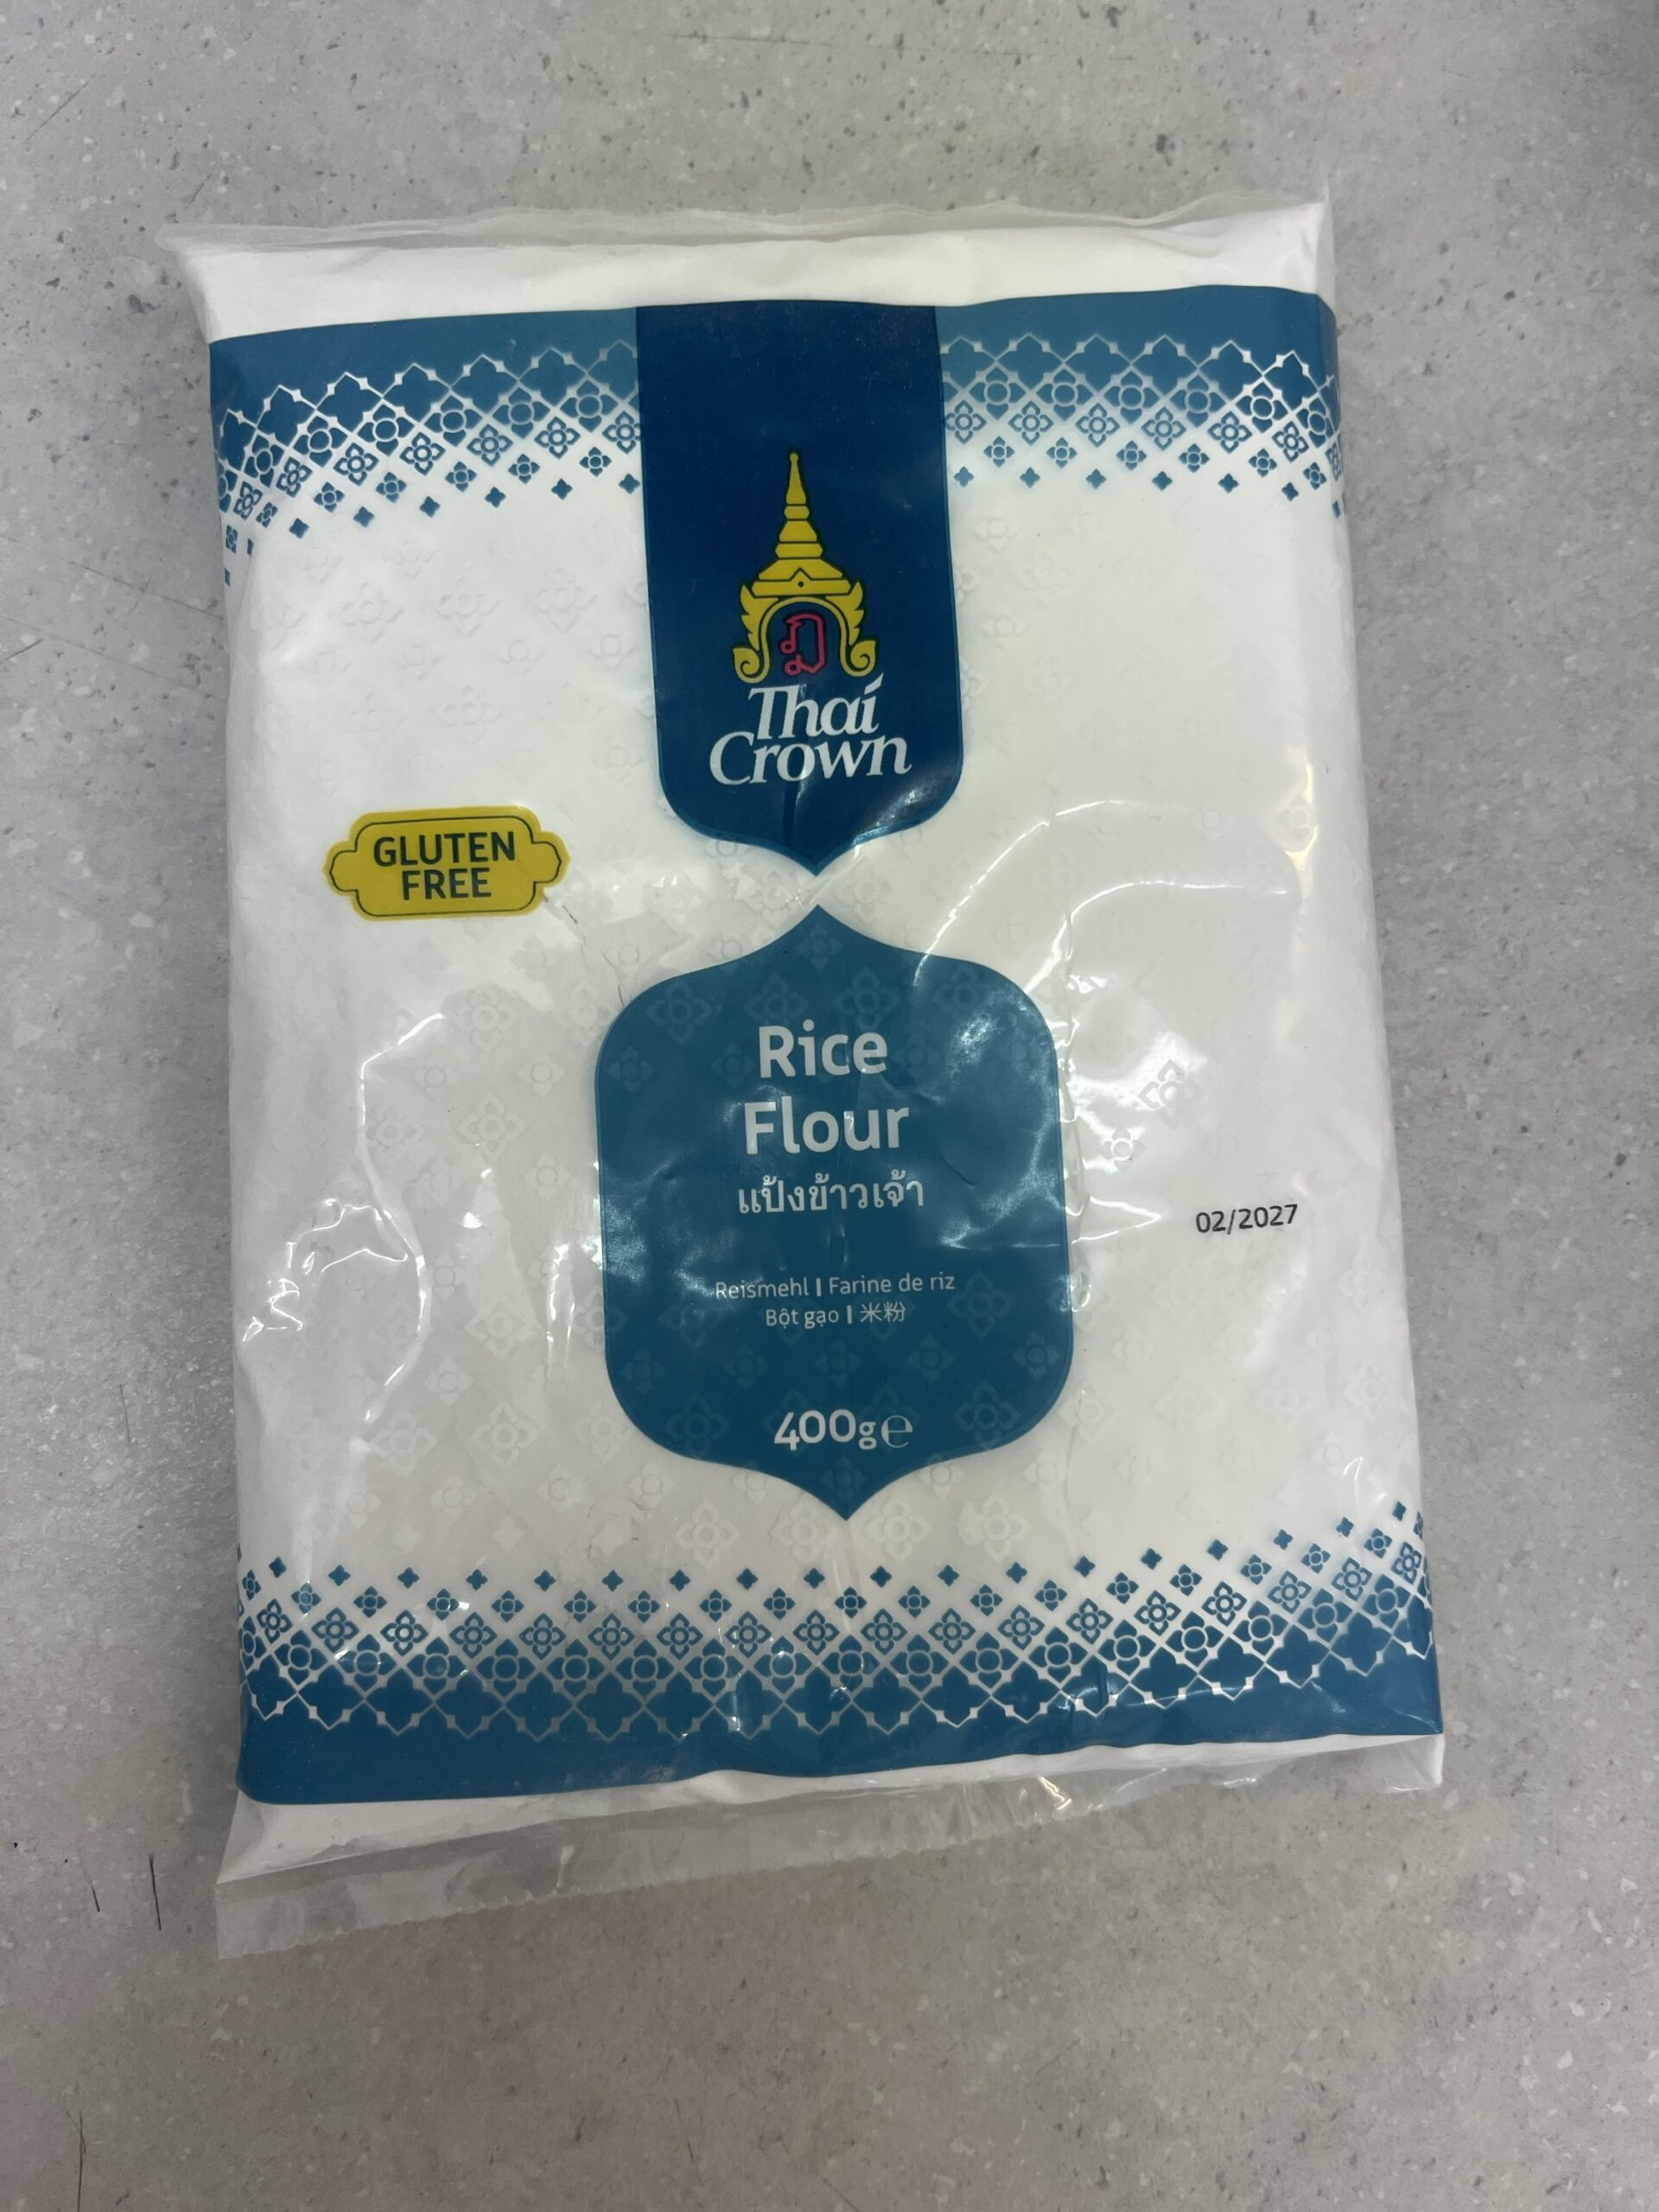 ฎ
Thai
Crown
GLUTEN
FREE
Rice
Flour
แป้งข้าวเจ้า
02/2027
Reismehl | Farine de riz
Bột gạo | 米粉
400g℮